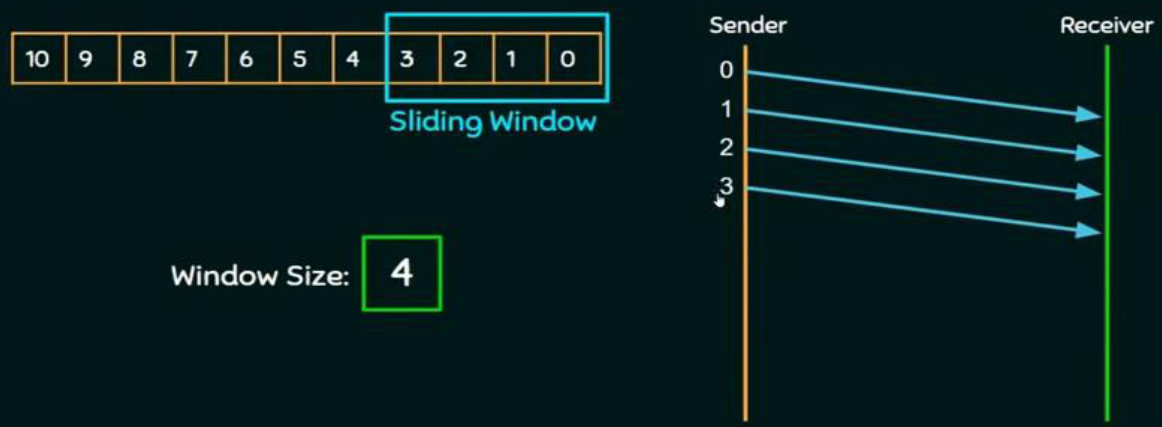 10 9 8 7 6 5 4 3 2 1 0
Sliding Window
Window Size: 4
Sender Receiver
0
1
2
3